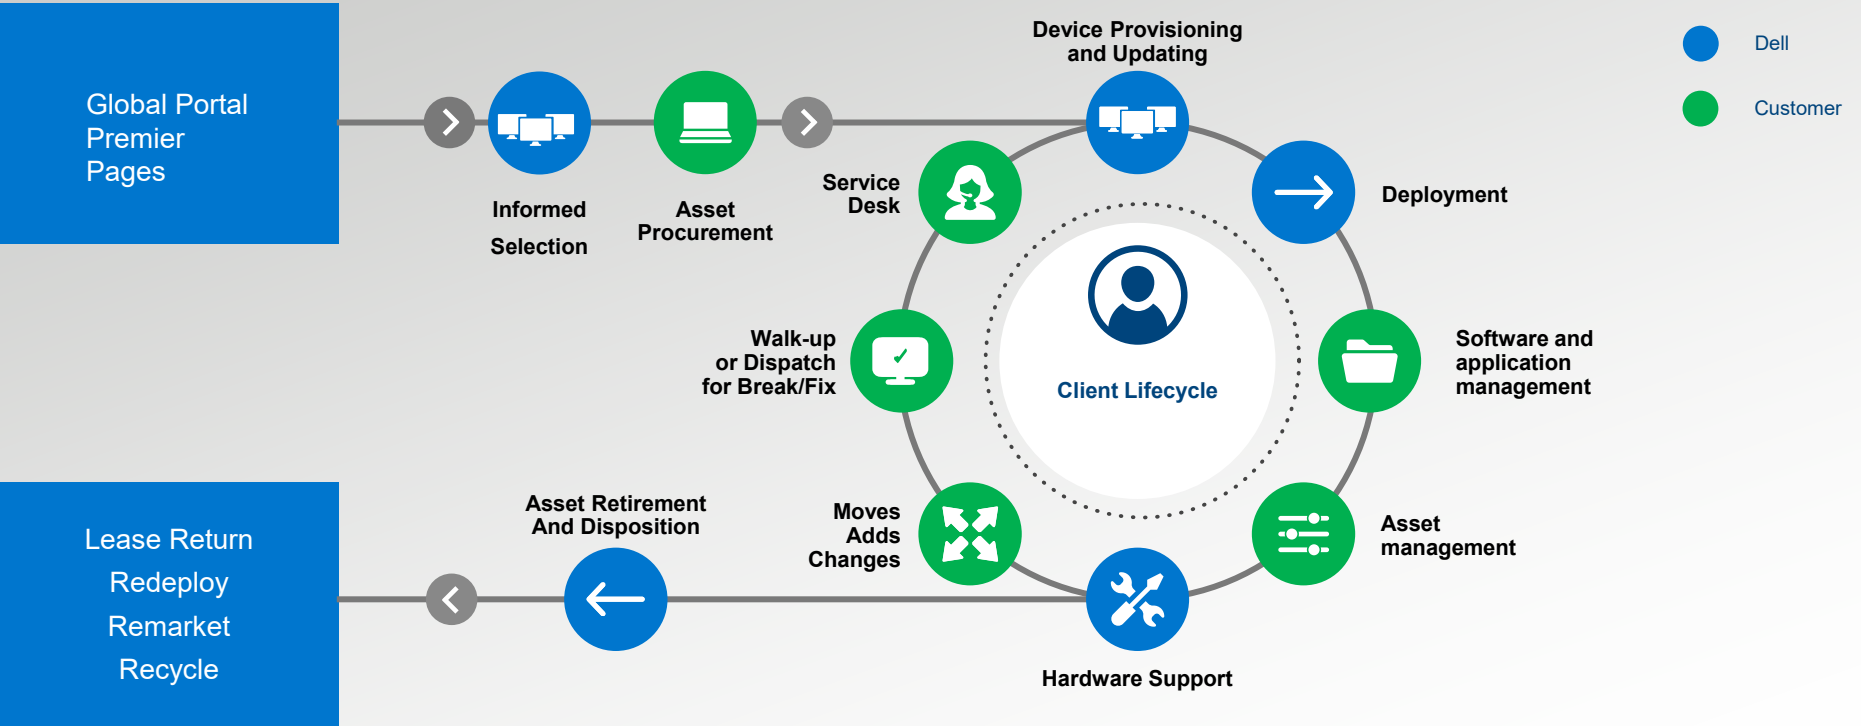 Global Portal
Premier
Pages
Informed
Selection
Asset
Procurement
Device Provisioning
and Updating
Dell
Customer
Service
Desk
Deployment
Walk-up
or Dispatch
for Break/Fix
Client Lifecycle
Software and
application
management
Moves
Adds
Changes
Asset
management
Hardware Support
Asset Retirement
And Disposition
Lease Return
Redeploy
Remarket
Recycle